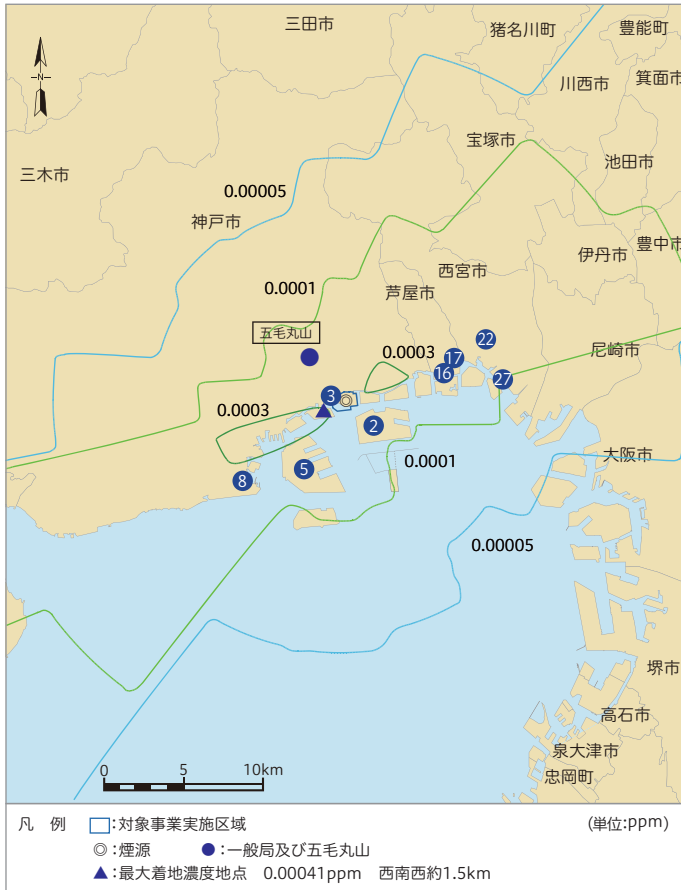 三田市
猪名川町
豊能町
N
川西市
箕面市
宝塚市
池田市
三木市
0.00005
神戸市
豊中市
伊丹市
西宮市
0.0001
芦屋市
五毛丸山
22
尼崎市
0.0003
17
16
27
3
0.0003
2
大阪市
0.0001
5
8
0.00005
堺市
高石市
泉大津市
忠岡町
0 5 10km
凡 例 :対象事業実施区域 (単位:ppm)
:煙源 :一般局及び五毛丸山
:最大着地濃度地点 0.00041ppm 西南西約1.5km